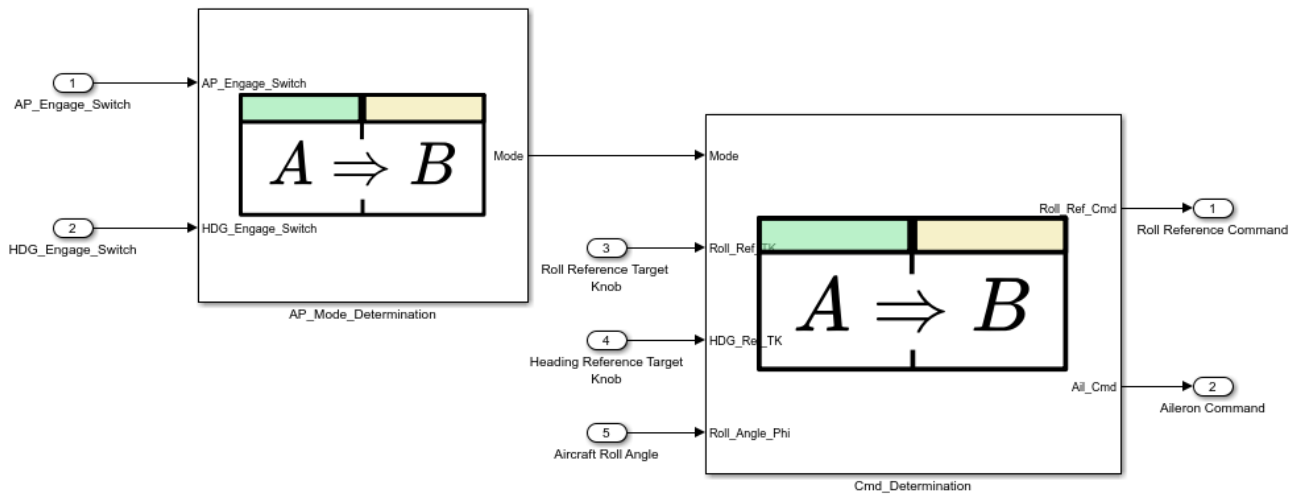 1
AP_Engage_Switch
AP_Engage_Switch
2
HDG_Engage_Switch
HDG_Engage_Switch
A ⇒ B
Mode
AP_Mode_Determination
Mode
3
Roll Reference Target
Knob
Roll_Ref_TK
4
Heading Reference Target
Knob
HDG_Ref_TK
5
Aircraft Roll Angle
Roll_Angle_Phi
A ⇒ B
Roll_Ref_Cmd
1
Roll Reference Command
Ail_Cmd
2
Aileron Command
Cmd_Determination